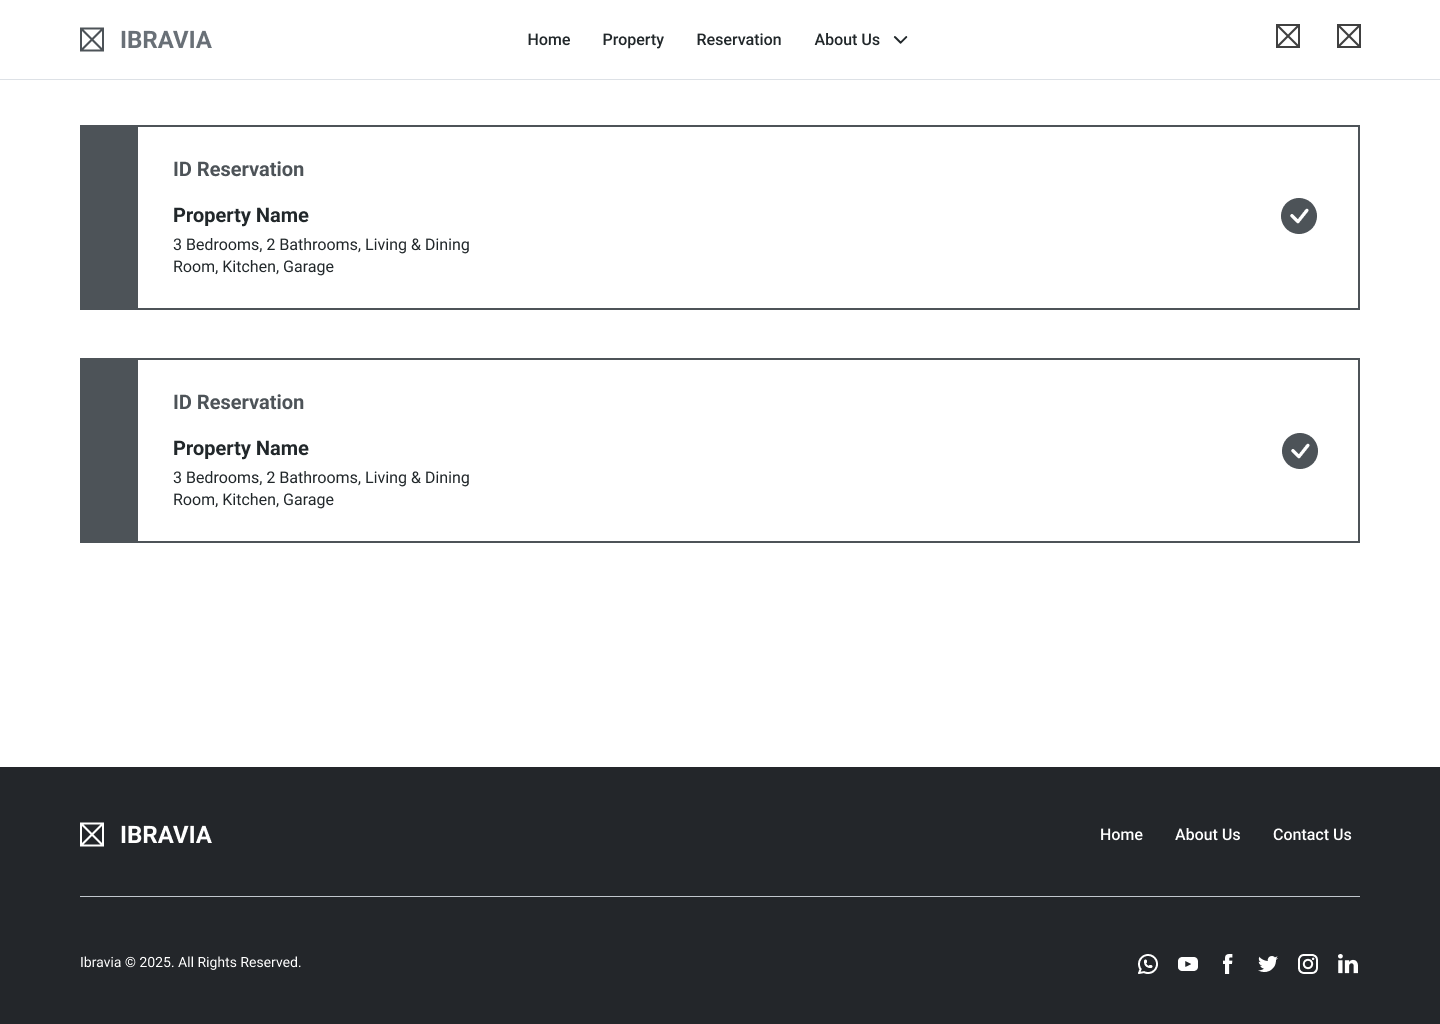 IBRAVIA
Home
Property
Reservation
About Us
ID Reservation
Property Name
3 Bedrooms, 2 Bathrooms, Living & Dining
Room, Kitchen, Garage
ID Reservation
Property Name
3 Bedrooms, 2 Bathrooms, Living & Dining
Room, Kitchen, Garage
IBRAVIA
Home
About Us
Contact Us
Ibravia © 2025. All Rights Reserved.